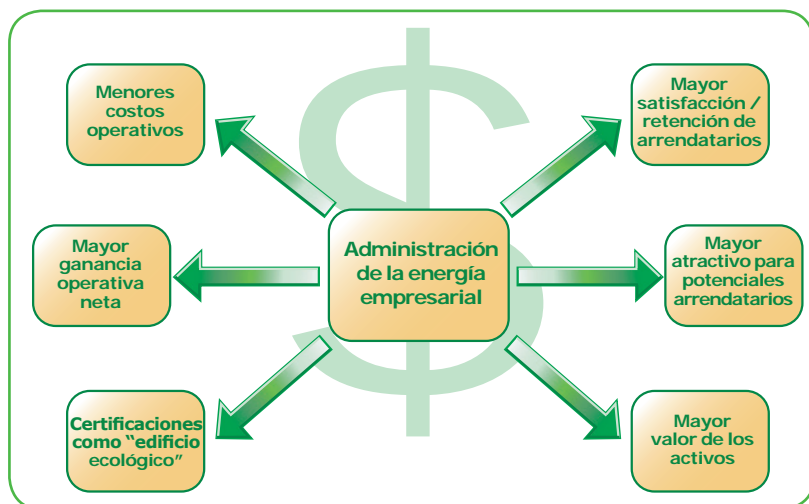 Menores
costos
operativos
Mayor
satisfacción /
retención de
arrendatarios
Mayor
ganancia
operativa
neta
Administración
de la energía
empresarial
Mayor
atractivo para
potenciales
arrendatarios
Certificaciones
como “edificio
ecológico”
Mayor
valor de los
activos
$